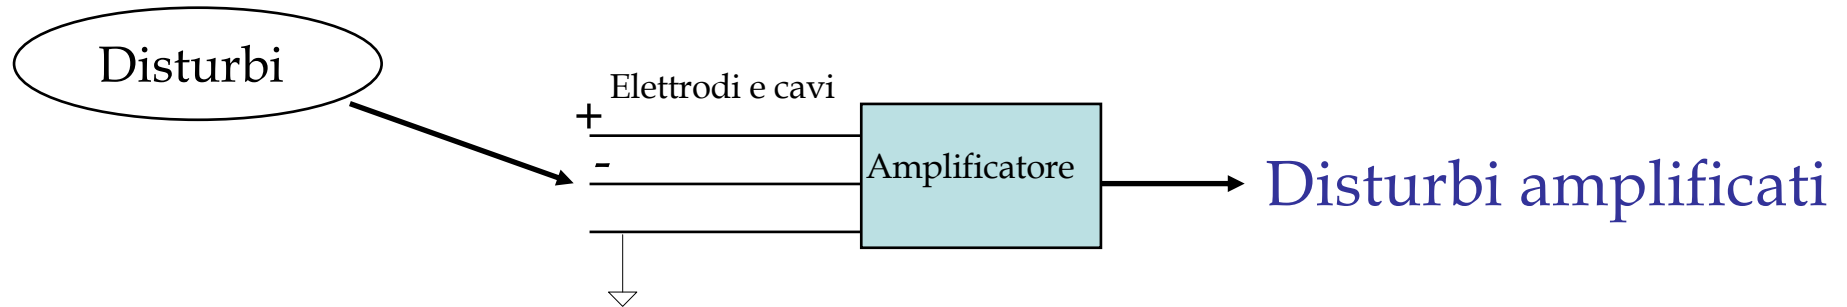 Disturbi
Elettrodi e cavi
+
-
Amplificatore
Disturbi amplificati